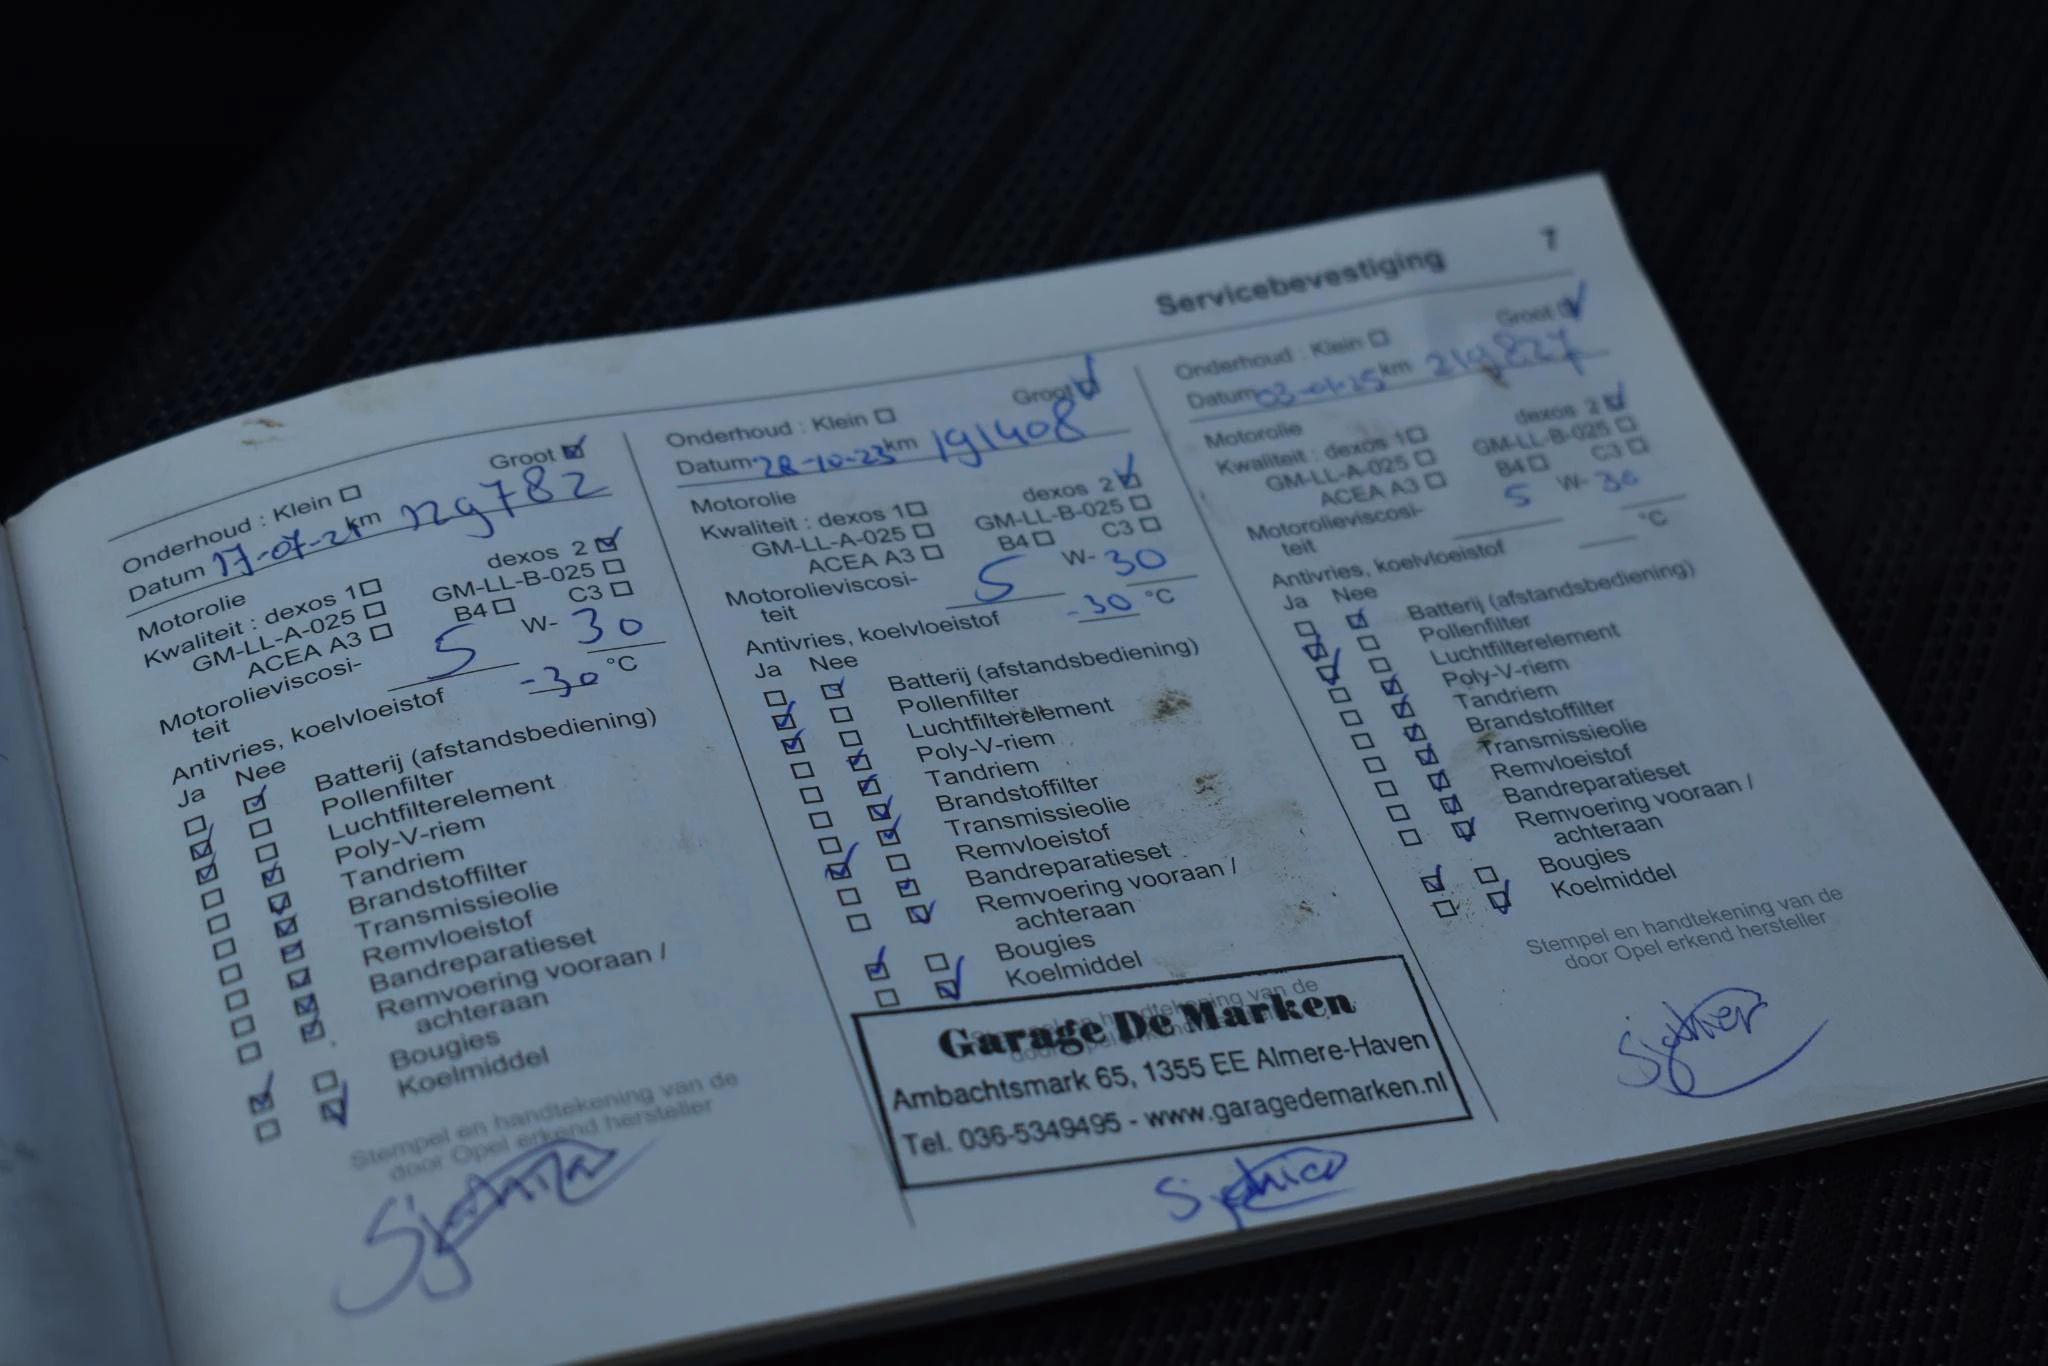 Servicebevestiging 7
Onderhoud : Klein ☐ Groot ☑
Datum 17-07-21 km 129782
Motorolie
Kwaliteit : dexos 1 ☐ dexos 2 ☑
GM-LL-A-025 ☐ GM-LL-B-025 ☐
ACEA A3 ☐ B4 ☐ C3 ☐
Motorolieviscosi-
teit 5 W- 30
Antivries, koelvloeistof -30 °C
Ja Nee
☐ ☑ Batterij (afstandsbediening)
☑ ☐ Pollenfilter
☑ ☐ Luchtfilterelement
☐ ☑ Poly-V-riem
☐ ☑ Tandriem
☐ ☑ Brandstoffilter
☐ ☑ Transmissieolie
☐ ☑ Remvloeistof
☐ ☑ Bandreparatieset
☐ ☑ Remvoering vooraan /
achteraan
☑ ☐ Bougies
☐ ☑ Koelmiddel
Stempel en handtekening van de
door Opel erkend hersteller
Onderhoud : Klein ☐ Groot ☑
Datum 28-10-23 km 191408
Motorolie
Kwaliteit : dexos 1 ☐ dexos 2 ☑
GM-LL-A-025 ☐ GM-LL-B-025 ☐
ACEA A3 ☐ B4 ☐ C3 ☐
Motorolieviscosi-
teit 5 W- 30
Antivries, koelvloeistof -30 °C
Ja Nee
☐ ☑ Batterij (afstandsbediening)
☑ ☐ Pollenfilter
☑ ☐ Luchtfilterelement
☐ ☑ Poly-V-riem
☐ ☑ Tandriem
☐ ☑ Brandstoffilter
☐ ☑ Transmissieolie
☑ ☐ Remvloeistof
☐ ☑ Bandreparatieset
☐ ☑ Remvoering vooraan /
achteraan
☑ ☐ Bougies
☐ ☑ Koelmiddel
Garage De Marken
Ambachtsmark 65, 1355 EE Almere-Haven
Tel. 036-5349495 - www.garagedemarken.nl
Onderhoud : Klein ☐ Groot ☑
Datum 03-01-25 km 219827
Motorolie
Kwaliteit : dexos 1 ☐ dexos 2 ☑
GM-LL-A-025 ☐ GM-LL-B-025 ☐
ACEA A3 ☐ B4 ☐ C3 ☐
Motorolieviscosi-
teit 5 W- 30
Antivries, koelvloeistof °C
Ja Nee
☐ ☑ Batterij (afstandsbediening)
☑ ☐ Pollenfilter
☑ ☐ Luchtfilterelement
☐ ☑ Poly-V-riem
☐ ☑ Tandriem
☐ ☑ Brandstoffilter
☐ ☑ Transmissieolie
☐ ☑ Remvloeistof
☐ ☑ Bandreparatieset
☐ ☑ Remvoering vooraan /
achteraan
☑ ☐ Bougies
☐ ☑ Koelmiddel
Stempel en handtekening van de
door Opel erkend hersteller